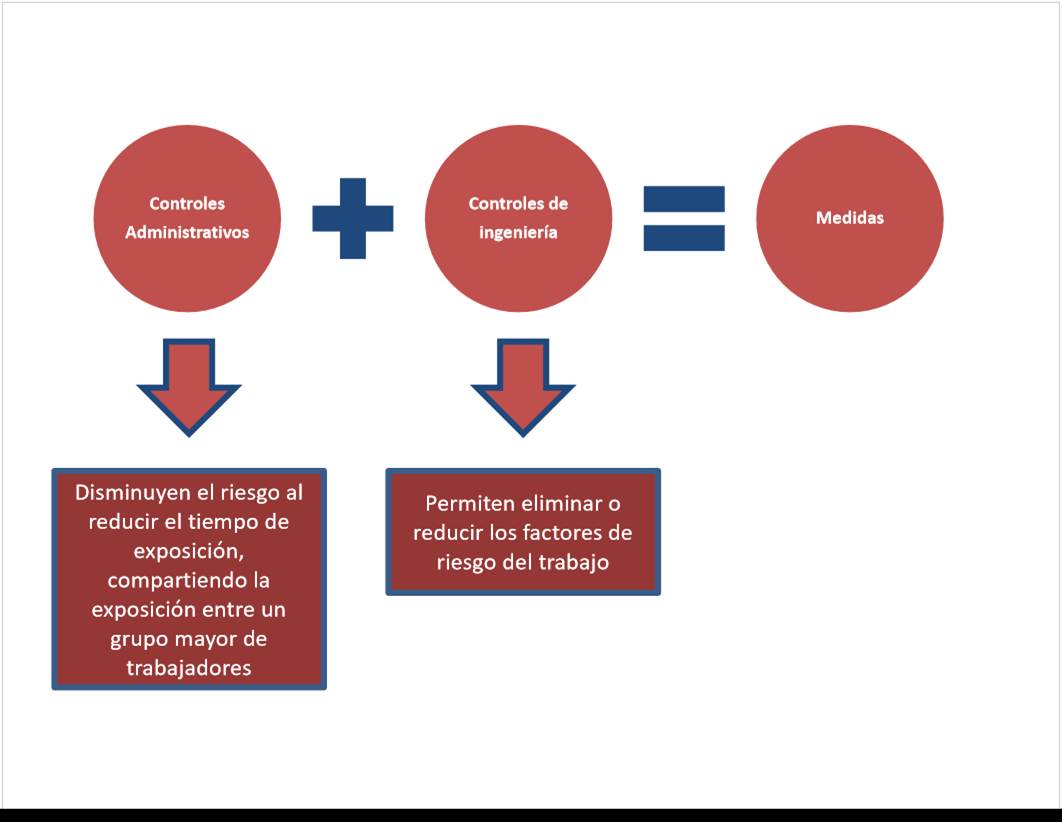 Controles
Administrativos
Controles de
ingeniería
Medidas
Disminuyen el riesgo al
reducir el tiempo de
exposición,
compartiendo la
exposición entre un
grupo mayor de
trabajadores
Permiten eliminar o
reducir los factores de
riesgo del trabajo